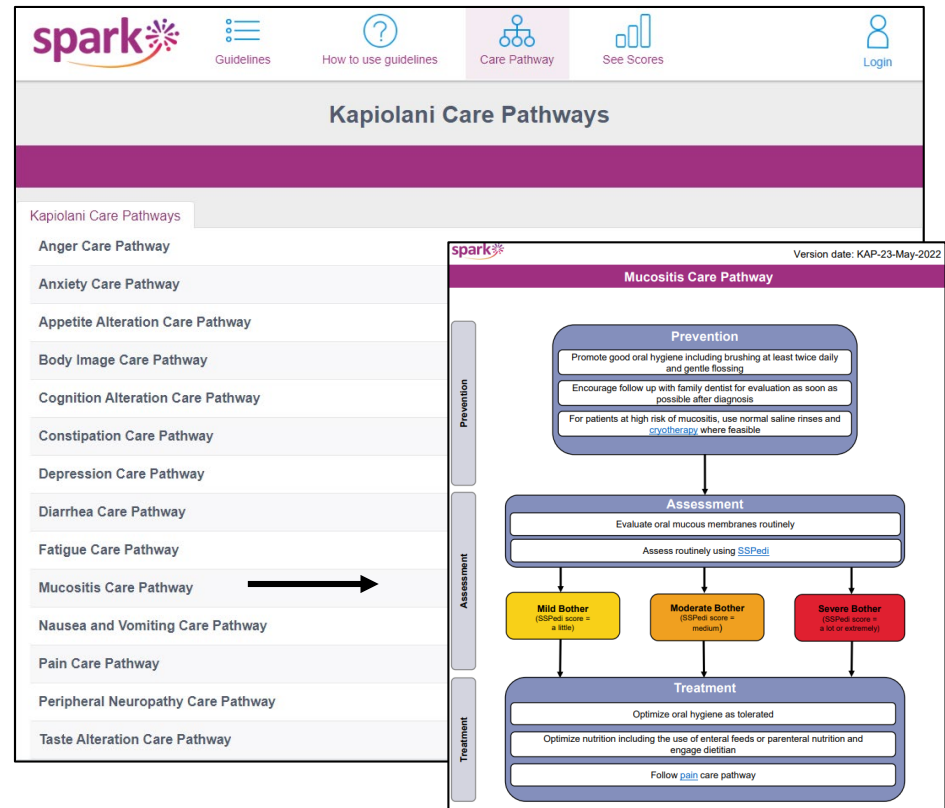 spark
Guidelines
How to use guidelines
Care Pathway
See Scores
Login
Kapiolani Care Pathways
Kapiolani Care Pathways
Anger Care Pathway
Anxiety Care Pathway
Appetite Alteration Care Pathway
Body Image Care Pathway
Cognition Alteration Care Pathway
Constipation Care Pathway
Depression Care Pathway
Diarrhea Care Pathway
Fatigue Care Pathway
Mucositis Care Pathway
Nausea and Vomiting Care Pathway
Pain Care Pathway
Peripheral Neuropathy Care Pathway
Taste Alteration Care Pathway
spark
Version date: KAP-23-May-2022
Mucositis Care Pathway
Prevention
Prevention
Promote good oral hygiene including brushing at least twice daily
and gentle flossing
Encourage follow up with family dentist for evaluation as soon as
possible after diagnosis
For patients at high risk of mucositis, use normal saline rinses and
cryotherapy where feasible
Assessment
Assessment
Evaluate oral mucous membranes routinely
Assess routinely using SSPedi
Mild Bother
(SSPedi score =
a little)
Moderate Bother
(SSPedi score =
medium)
Severe Bother
(SSPedi score =
a lot or extremely)
Treatment
Treatment
Optimize oral hygiene as tolerated
Optimize nutrition including the use of enteral feeds or parenteral nutrition and
engage dietitian
Follow pain care pathway